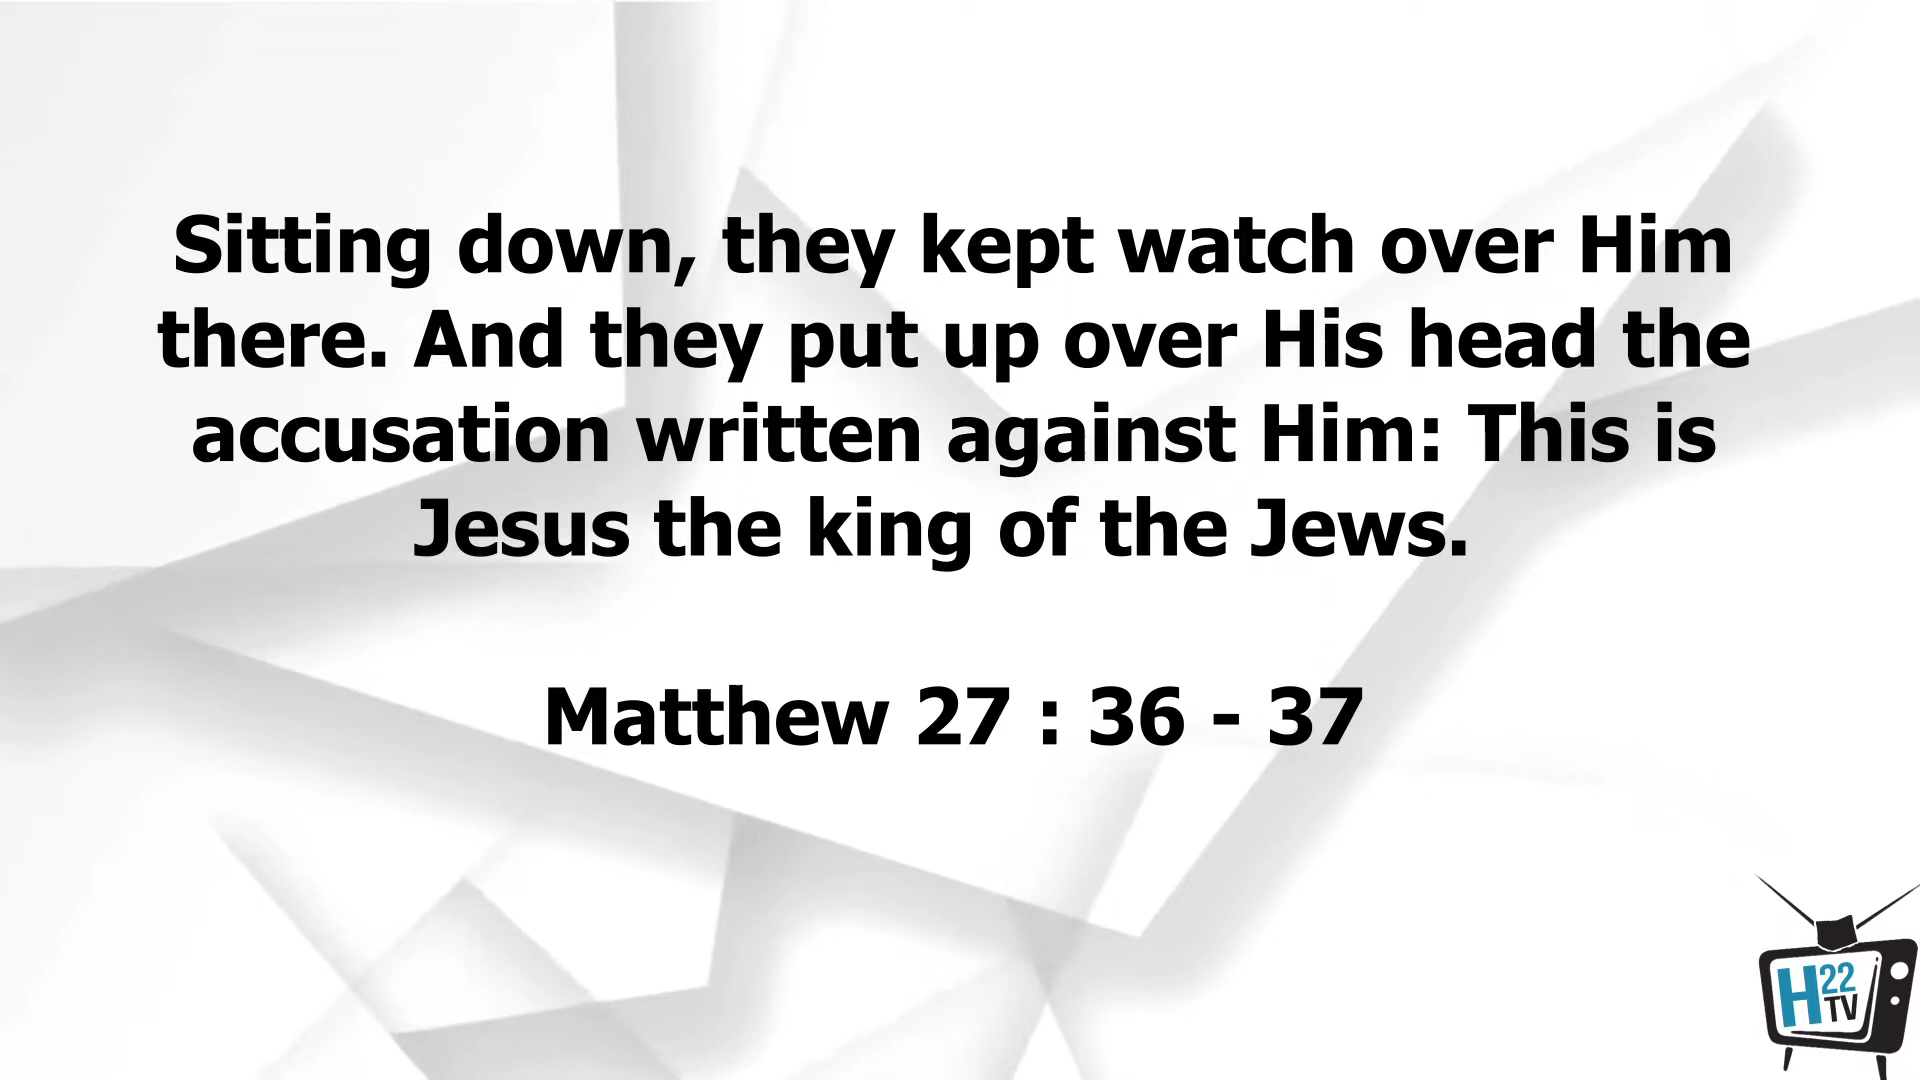 Sitting down, they kept watch over Him
there. And they put up over His head the
accusation written against Him: This is
Jesus the king of the Jews.
Matthew 27 : 36 - 37
H22
TV